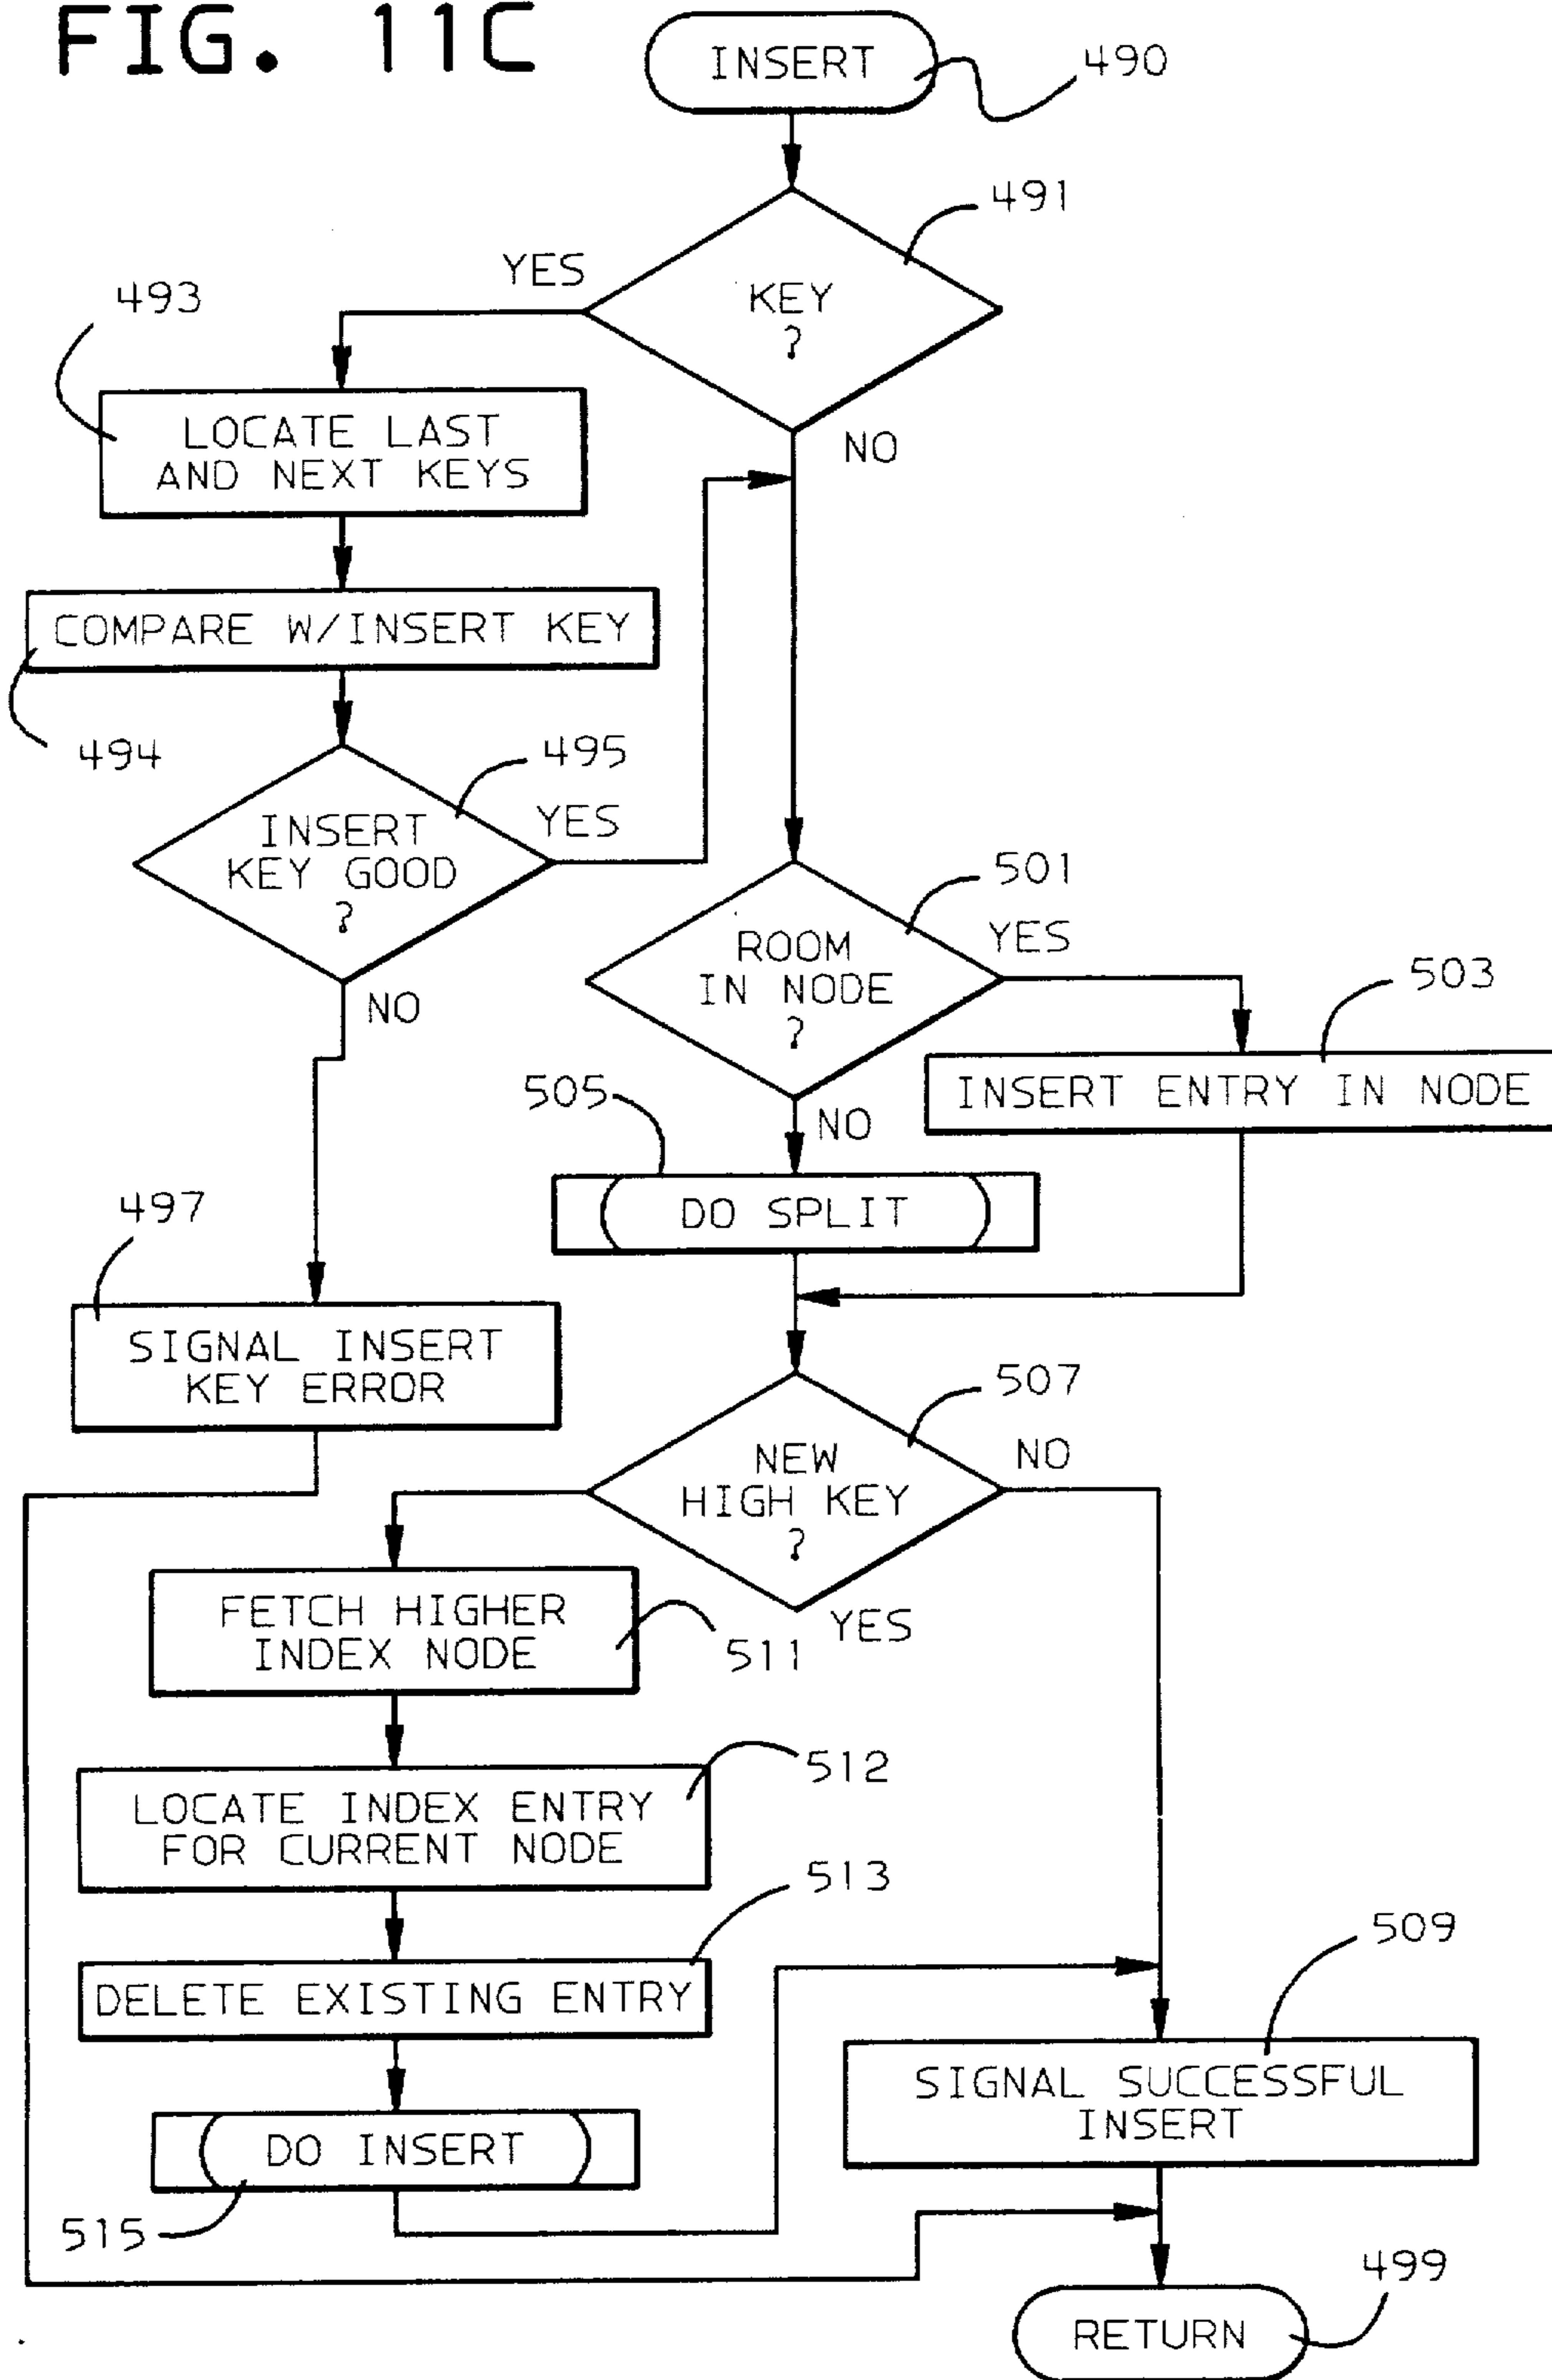 FIG. 11C
INSERT
490
491
KEY
?
YES
NO
493
LOCATE LAST
AND NEXT KEYS
COMPARE W/INSERT KEY
494
495
INSERT
KEY GOOD
?
YES
NO
501
ROOM
IN NODE
?
YES
NO
503
INSERT ENTRY IN NODE
505
DO SPLIT
497
SIGNAL INSERT
KEY ERROR
507
NEW
HIGH KEY
?
NO
YES
FETCH HIGHER
INDEX NODE
511
512
LOCATE INDEX ENTRY
FOR CURRENT NODE
513
DELETE EXISTING ENTRY
509
SIGNAL SUCCESSFUL
INSERT
DO INSERT
515
499
RETURN